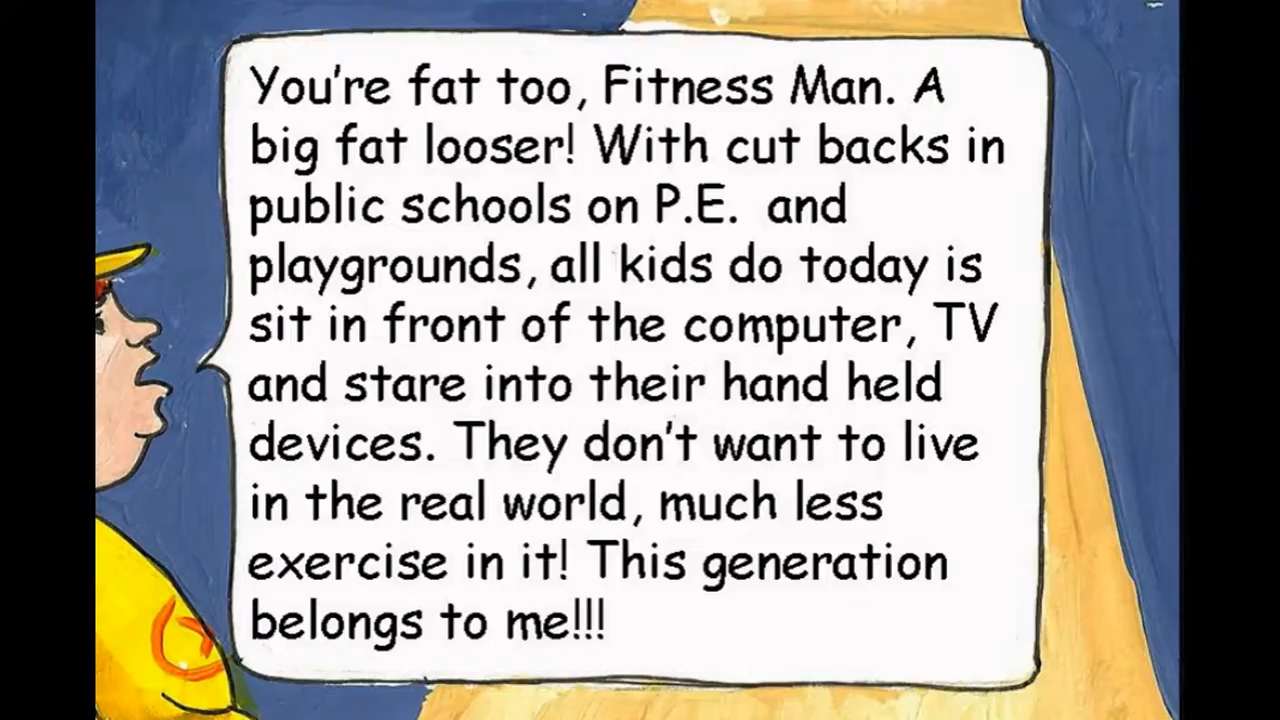 You're fat too, Fitness Man. A
big fat looser! With cut backs in
public schools on P.E.  and
playgrounds, all kids do today is
sit in front of the computer, TV
and stare into their hand held
devices. They don't want to live
in the real world, much less
exercise in it! This generation
belongs to me!!!